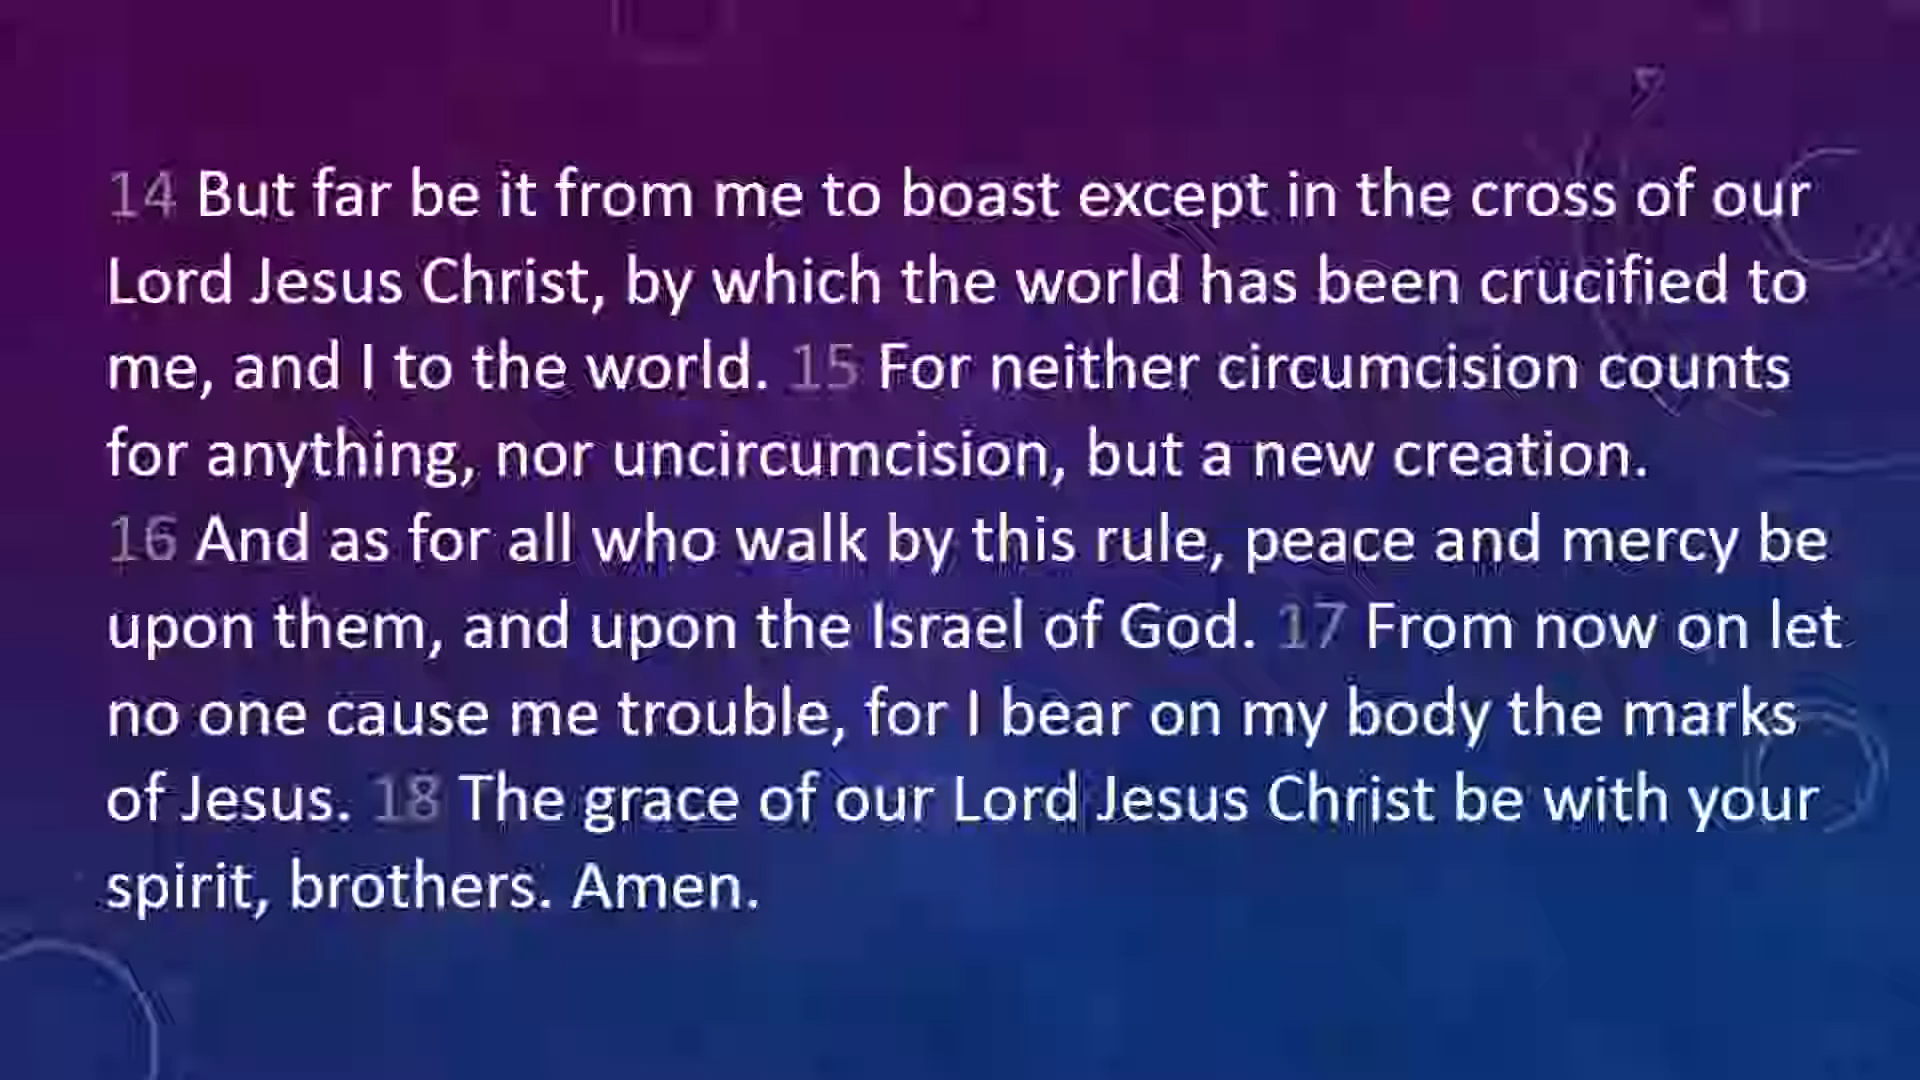 14 But far be it from me to boast except in the cross of our
Lord Jesus Christ, by which the world has been crucified to
me, and I to the world. 15 For neither circumcision counts
for anything, nor uncircumcision, but a new creation.
16 And as for all who walk by this rule, peace and mercy be
upon them, and upon the Israel of God. 17 From now on let
no one cause me trouble, for I bear on my body the marks
of Jesus. 18 The grace of our Lord Jesus Christ be with your
spirit, brothers. Amen.